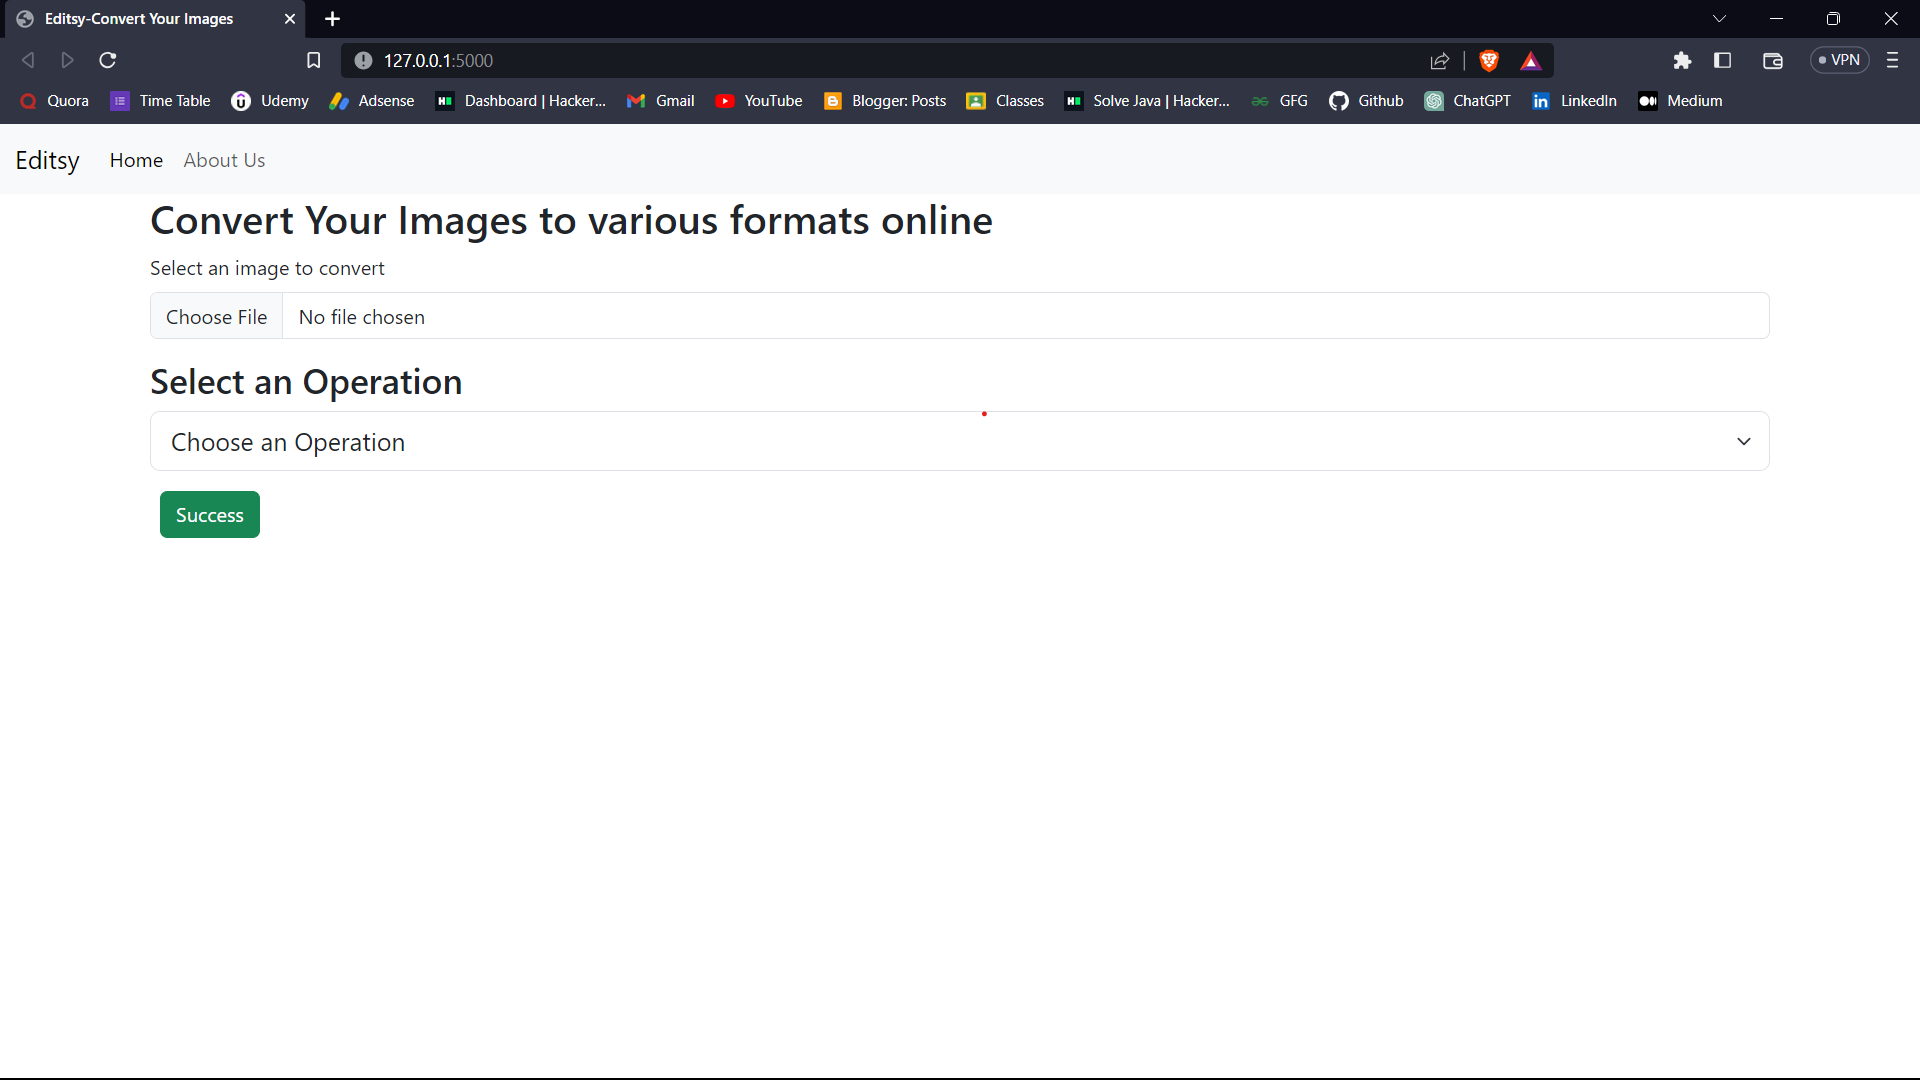 Editsy-Convert Your Images
127.0.0.1:5000
VPN
Quora Time Table Udemy Adsense Dashboard | Hacker... Gmail YouTube Blogger: Posts Classes Solve Java | Hacker... GFG Github ChatGPT LinkedIn Medium
Editsy Home About Us
Convert Your Images to various formats online
Select an image to convert
Choose File No file chosen
Select an Operation
Choose an Operation
Success